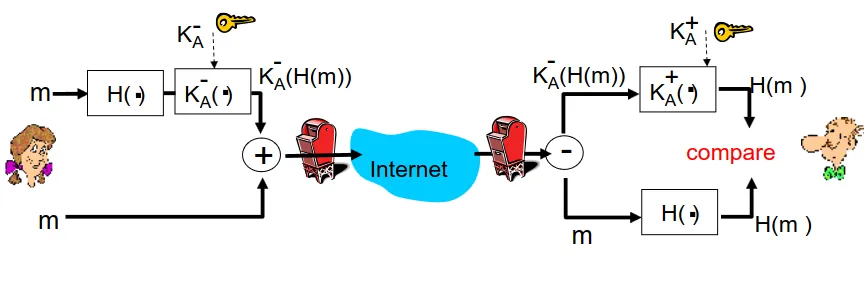 K_A^-
K_A^+
K_A^-(H(m))
K_A^-(H(m))
m
H(·)
K_A^-(·)
K_A^+(·)
H(m )
+
Internet
-
compare
m
m
H(·)
H(m )